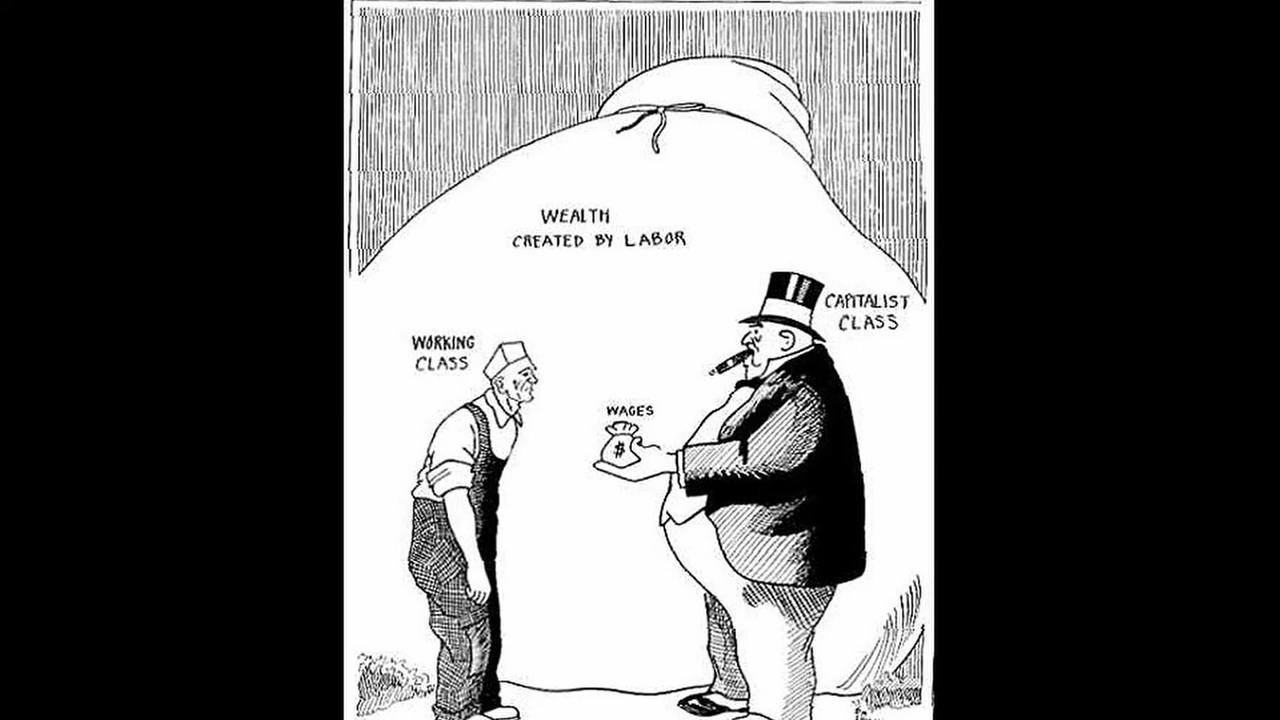 WEALTH
CREATED BY LABOR
CAPITALIST
CLASS
WORKING
CLASS
WAGES
$